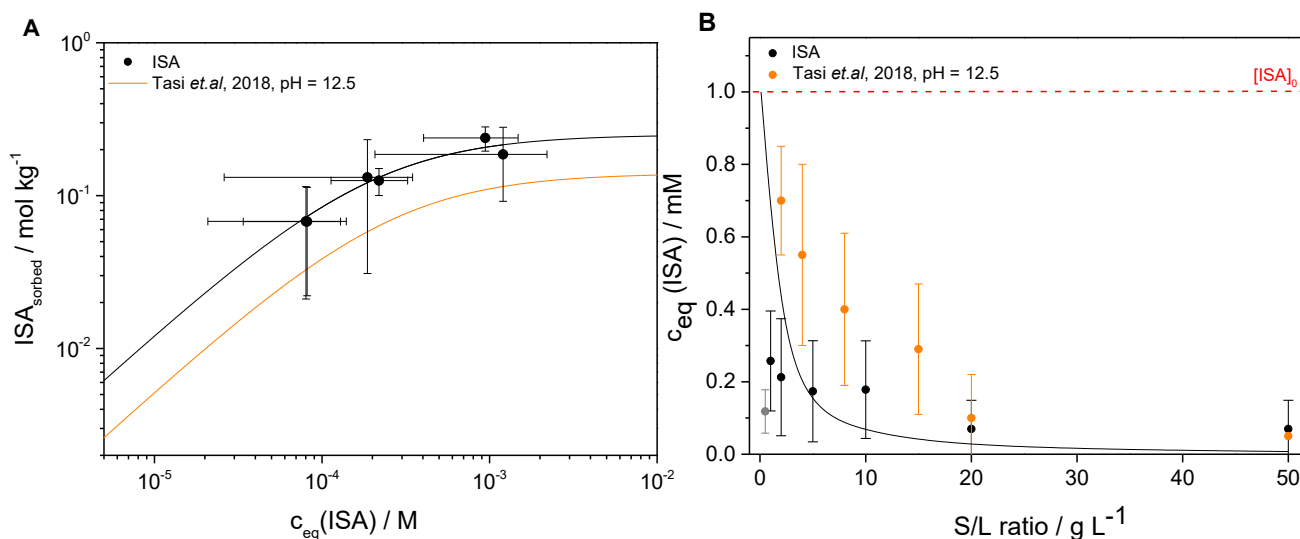 A
ISA
Tasi et.al, 2018, pH = 12.5
10⁰
10⁻¹
10⁻²
ISA_sorbed / mol kg⁻¹
10⁻⁵
10⁻⁴
10⁻³
10⁻²
c_eq(ISA) / M
B
ISA
Tasi et.al, 2018, pH = 12.5
[ISA]₀
1.0
0.8
0.6
0.4
0.2
0.0
c_eq(ISA) / mM
0
10
20
30
40
50
S/L ratio / g L⁻¹